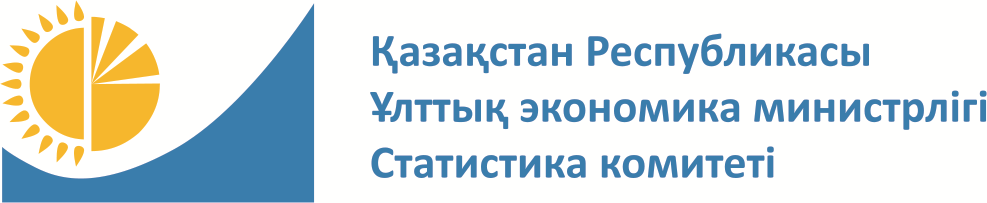 Қазақстан Республикасы
Ұлттық экономика министрлігі
Статистика комитеті